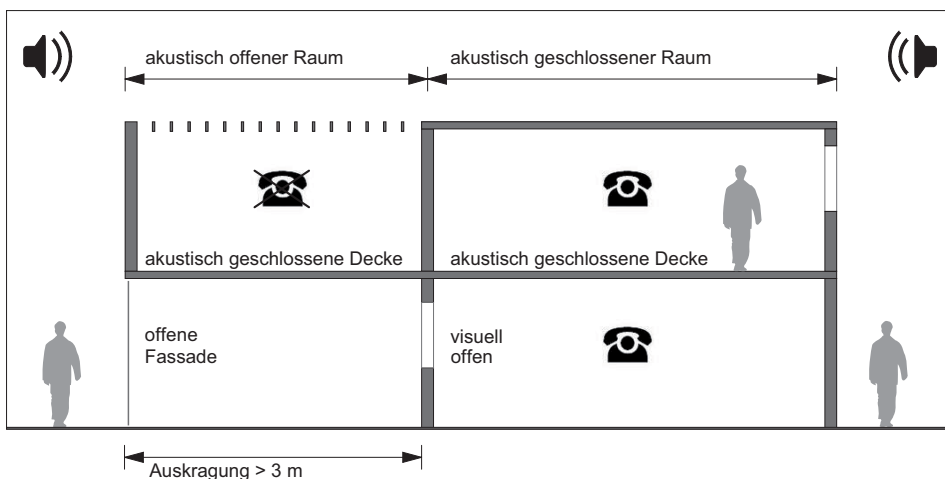 akustisch offener Raum
akustisch geschlossener Raum
akustisch geschlossene Decke
akustisch geschlossene Decke
offene
Fassade
visuell
offen
Auskragung > 3 m